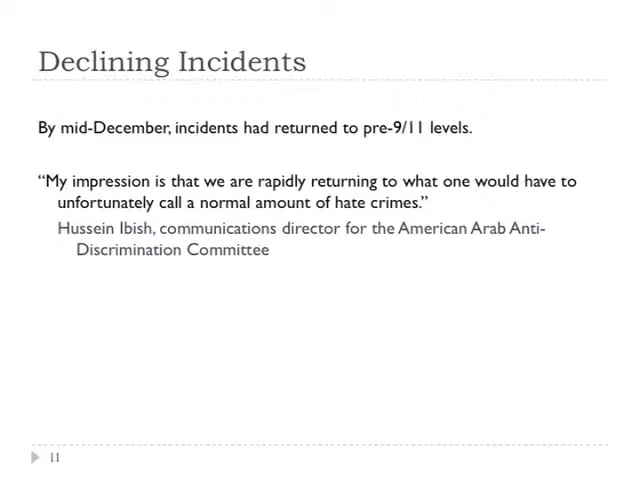 Declining Incidents
By mid-December, incidents had returned to pre-9/11 levels.
“My impression is that we are rapidly returning to what one would have to
unfortunately call a normal amount of hate crimes.”
Hussein Ibish, communications director for the American Arab Anti-
Discrimination Committee
11